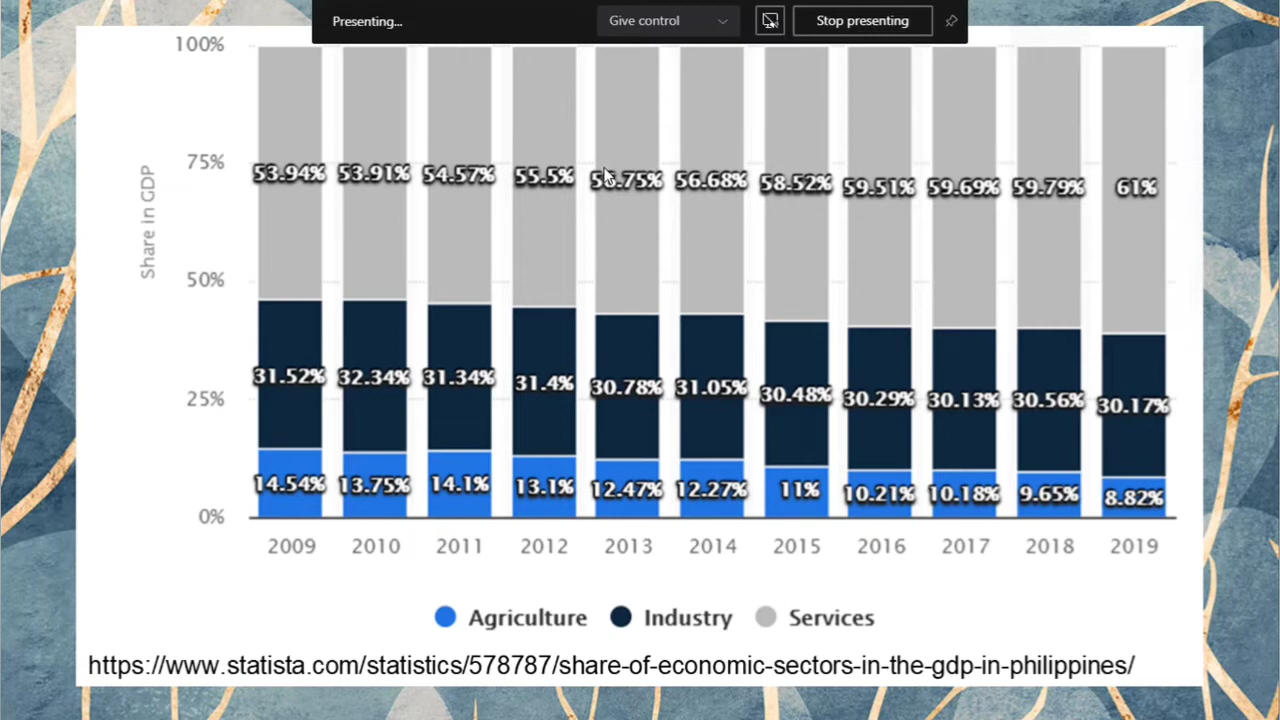 Presenting... Give control Stop presenting
100%
53.94% 53.91% 54.57% 55.5% 56.68% 58.52% 59.51% 59.69% 59.79% 61%
75%
Share in GDP
50%
31.52% 32.34% 31.34% 31.4% 30.78% 31.05% 30.48% 30.29% 30.13% 30.56% 30.17%
25%
14.54% 13.75% 14.1% 13.1% 12.47% 12.27% 11% 10.21% 10.18% 9.65% 8.82%
0%
2009 2010 2011 2012 2013 2014 2015 2016 2017 2018 2019
Agriculture Industry Services
https://www.statista.com/statistics/578787/share-of-economic-sectors-in-the-gdp-in-philippines/